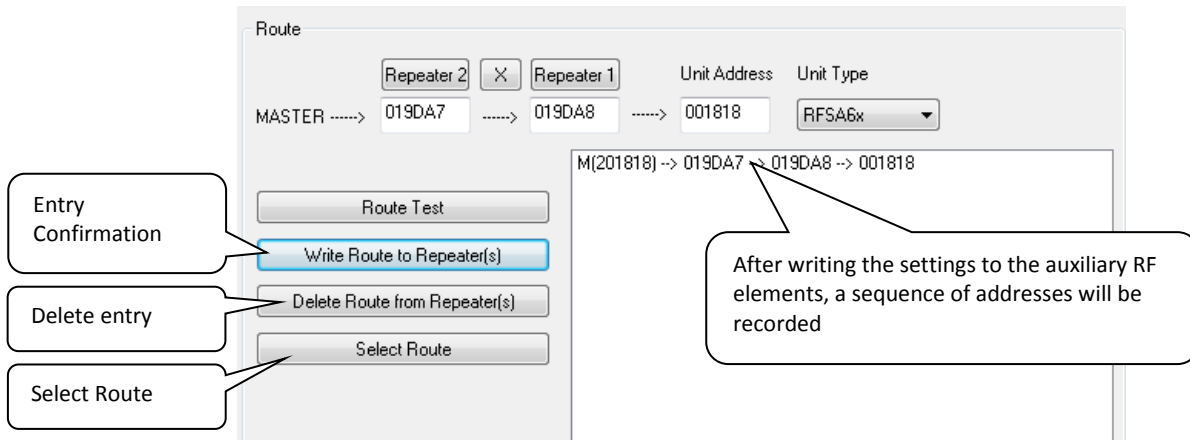 Route
Repeater 2 X Repeater 1 Unit Address Unit Type
MASTER ------> 019DA7 ------> 019DA8 ------> 001818 RFSA6x
M(201818) --> 019DA7 --> 019DA8 --> 001818
Entry
Confirmation
Route Test
Write Route to Repeater(s)
Delete entry
Delete Route from Repeater(s)
Select Route
Select Route
After writing the settings to the auxiliary RF
elements, a sequence of addresses will be
recorded